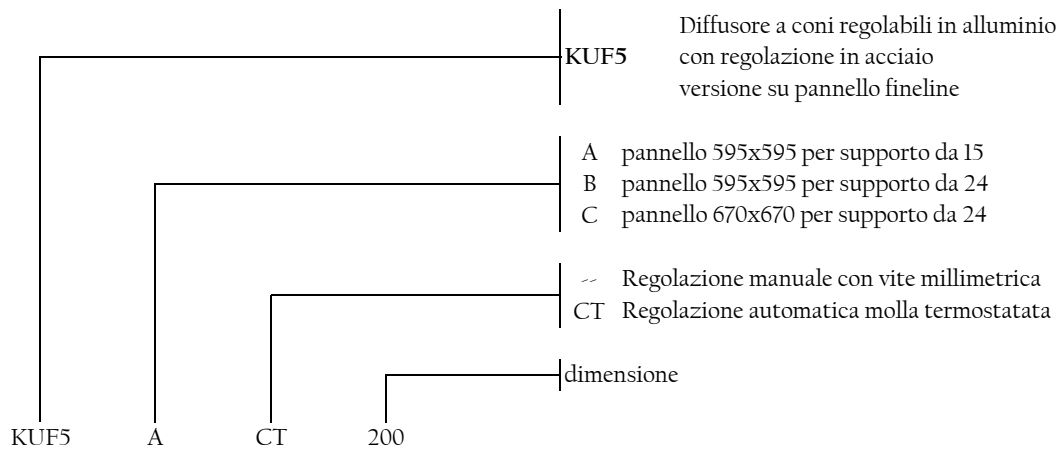 Diffusore a coni regolabili in alluminio
KUF5 con regolazione in acciaio
versione su pannello fineline
A pannello 595x595 per supporto da 15
B pannello 595x595 per supporto da 24
C pannello 670x670 per supporto da 24
-- Regolazione manuale con vite millimetrica
CT Regolazione automatica molla termostatata
dimensione
KUF5 A CT 200